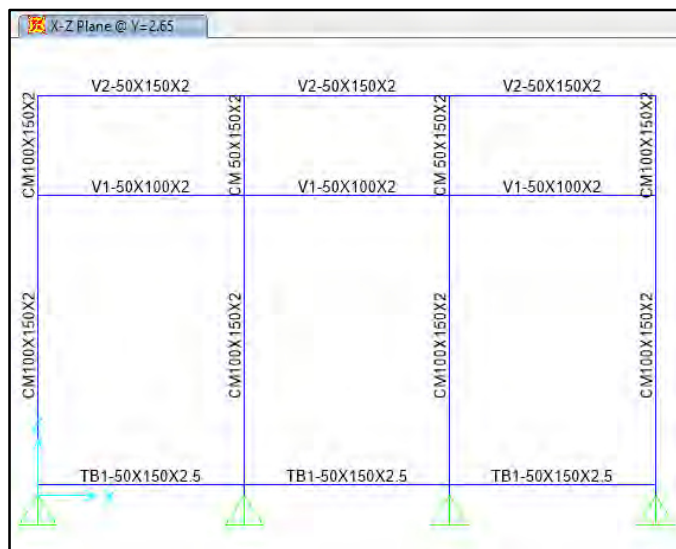 X-Z Plane @ Y=2.65
V2-50X150X2 V2-50X150X2 V2-50X150X2
CM100X150X2 CM 50X150X2 CM 50X150X2 CM100X150X2
V1-50X100X2 V1-50X100X2 V1-50X100X2
CM100X150X2 CM100X150X2 CM100X150X2 CM100X150X2
TB1-50X150X2.5 TB1-50X150X2.5 TB1-50X150X2.5
X